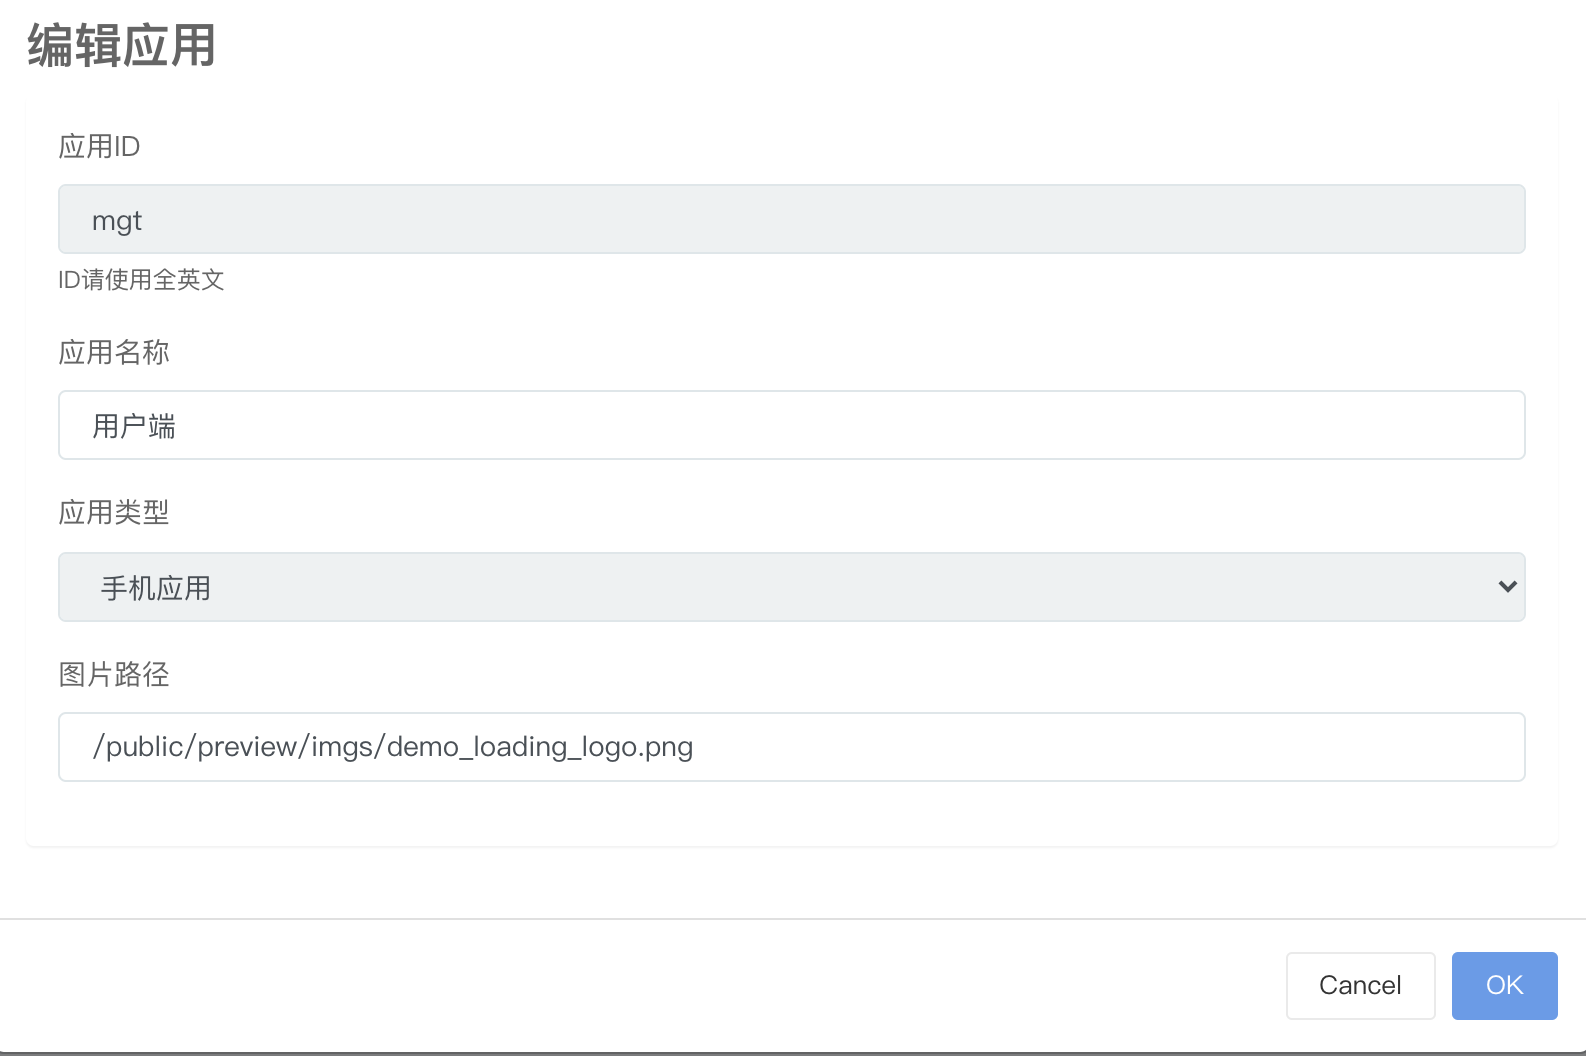 编辑应用
应用ID
mgt
ID请使用全英文
应用名称
用户端
应用类型
手机应用
图片路径
/public/preview/imgs/demo_loading_logo.png
Cancel
OK